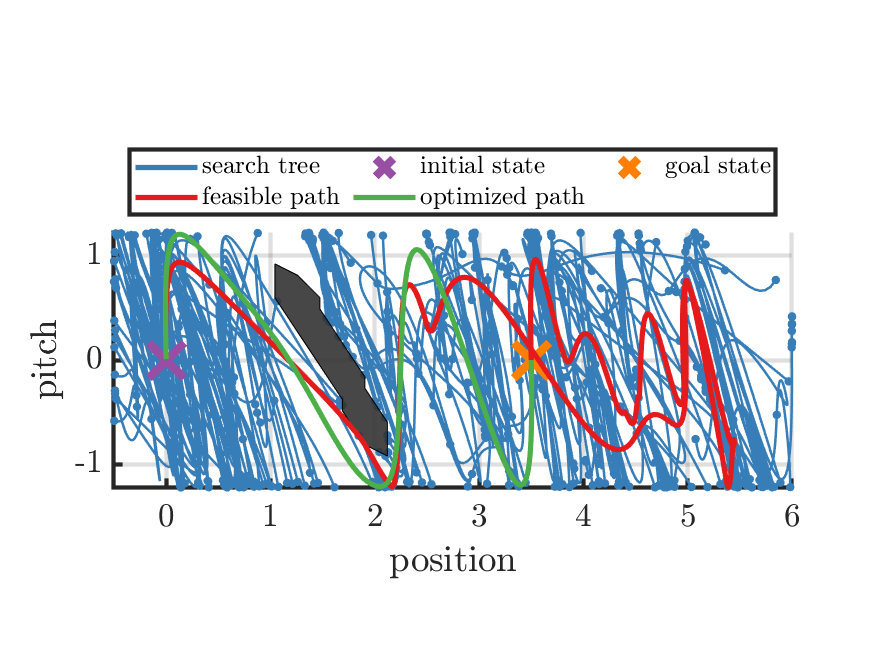 search tree initial state goal state
feasible path optimized path
1
0
-1
pitch
0 1 2 3 4 5 6
position